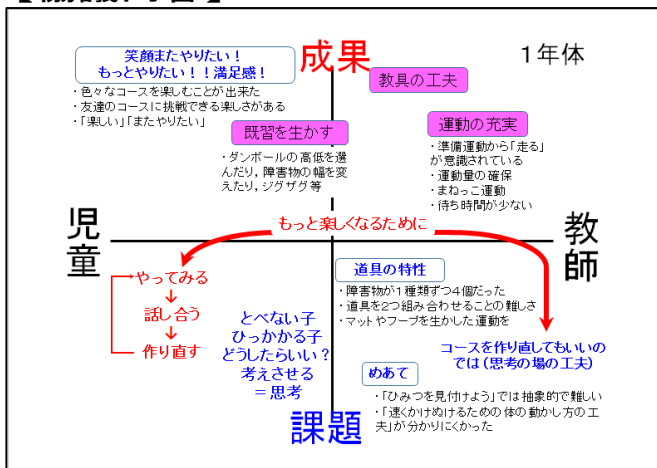 笑顔またやりたい！
もっとやりたい！！満足感！
成果
１年体
教具の工夫
・色々なコースを楽しむことが出来た
・友達のコースに挑戦できる楽しさがある
・「楽しい」「またやりたい」
既習を生かす
・ダンボールの高低を選
んだり，障害物の幅を変
えたり，ジグザグ等
運動の充実
・準備運動から「走る」
が意識されている
・運動量の確保
・まねっこ運動
・待ち時間が少ない
児童
もっと楽しくなるために
教師
やってみる
↓
話し合う
↓
作り直す
とべない子
ひっかかる子
どうしたらいい？
考えさせる
＝思考
道具の特性
・障害物が１種類ずつ４個だった
・道具を２つ組み合わせることの難しさ
・マットやフープを生かした運動を
コースを作り直してもいいの
では（思考の場の工夫）
めあて
・「ひみつを見付けよう」では抽象的で難しい
・「速くかけぬけるための体の動かし方の工
夫」が分かりにくかった
課題